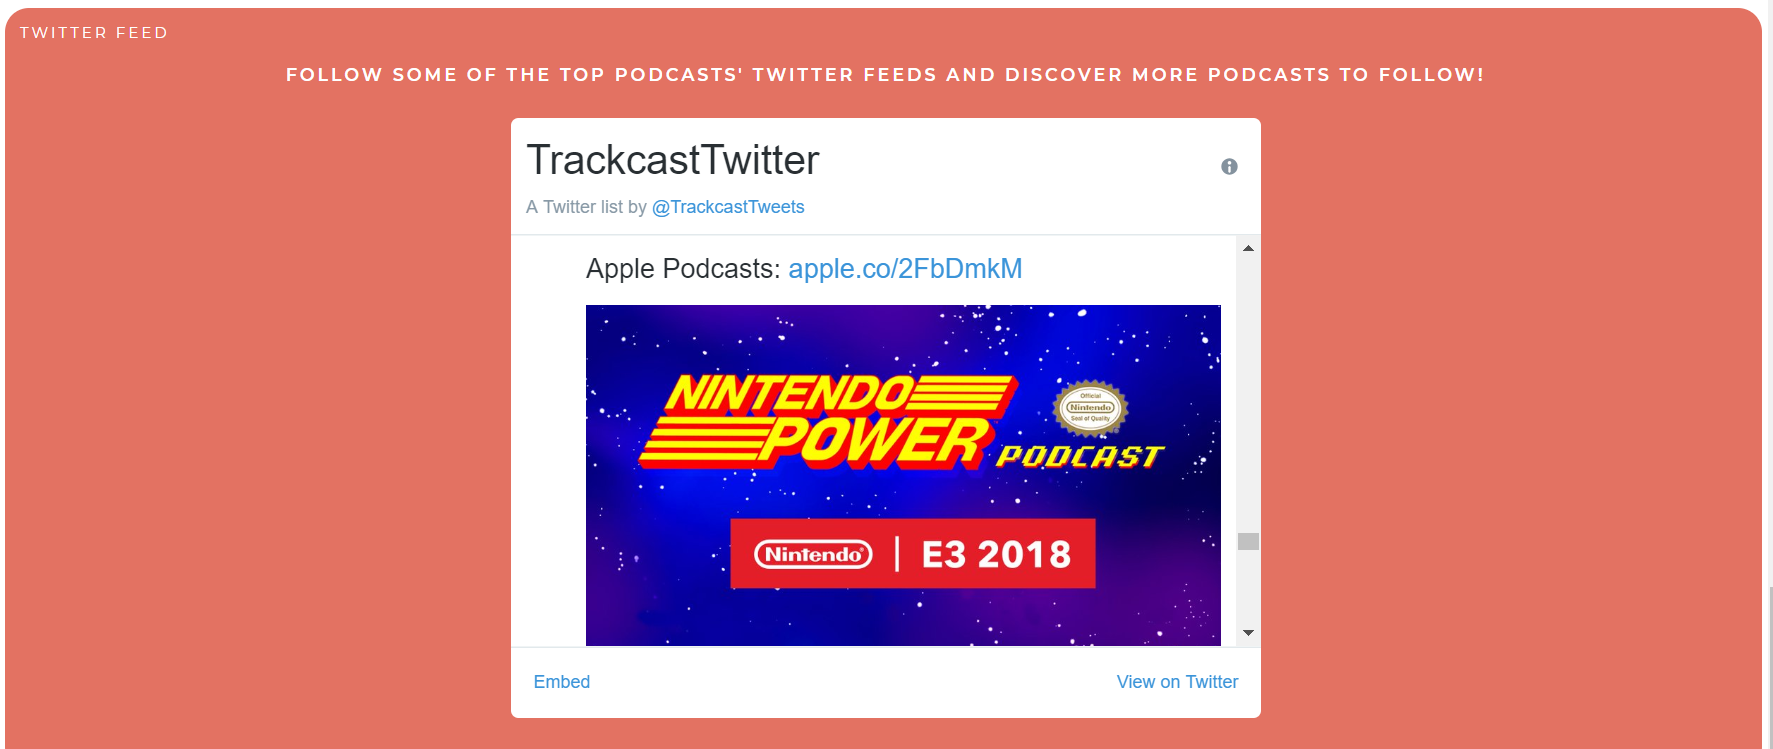 TWITTER FEED
FOLLOW SOME OF THE TOP PODCASTS' TWITTER FEEDS AND DISCOVER MORE PODCASTS TO FOLLOW!
TrackcastTwitter
A Twitter list by @TrackcastTweets
Apple Podcasts: apple.co/2FbDmkM
NINTENDO
POWER
PODCAST
Official
Nintendo
Seal of Quality
Nintendo® | E3 2018
Embed
View on Twitter